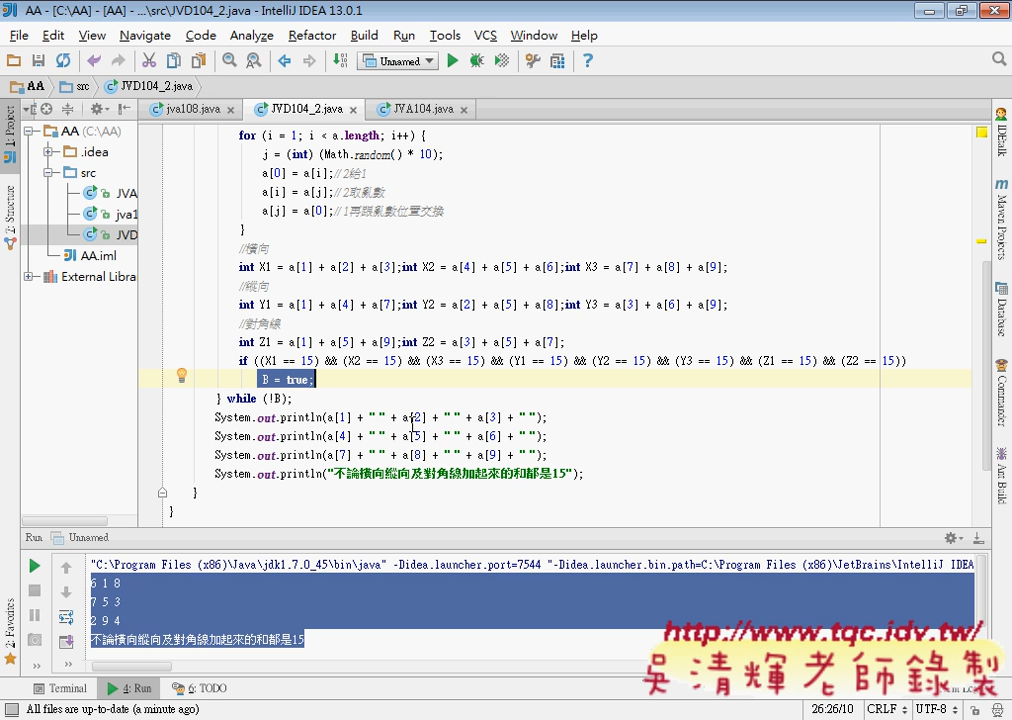 AA - [C:\AA] - [AA] - ...\src\JVD104_2.java - IntelliJ IDEA 13.0.1
File Edit View Navigate Code Analyze Refactor Build Run Tools VCS Window Help
Unnamed
AA src JVD104_2.java
1: Project
jva108.java JVD104_2.java JVA104.java
AA (C:\AA)
.idea
src
JVA
jva1
JVD
AA.iml
External Libra
2: Structure
2: Favorites
for (i = 1; i < a.length; i++) {
j = (int) (Math.random() * 10);
a[0] = a[i];//2給1
a[i] = a[j];//2取亂數
a[j] = a[0];//1再跟亂數位置交換
}
//橫向
int X1 = a[1] + a[2] + a[3];int X2 = a[4] + a[5] + a[6];int X3 = a[7] + a[8] + a[9];
//縱向
int Y1 = a[1] + a[4] + a[7];int Y2 = a[2] + a[5] + a[8];int Y3 = a[3] + a[6] + a[9];
//對角線
int Z1 = a[1] + a[5] + a[9];int Z2 = a[3] + a[5] + a[7];
if ((X1 == 15) && (X2 == 15) && (X3 == 15) && (Y1 == 15) && (Y2 == 15) && (Y3 == 15) && (Z1 == 15) && (Z2 == 15))
B = true;
} while (!B);
System.out.println(a[1] + " " + a[2] + " " + a[3] + " ");
System.out.println(a[4] + " " + a[5] + " " + a[6] + " ");
System.out.println(a[7] + " " + a[8] + " " + a[9] + " ");
System.out.println("不論橫向縱向及對角線加起來的和都是15");
}
}
IDEtalk
Maven Projects
Database
Commander
Ant Build
Run Unnamed
"C:\Program Files (x86)\Java\jdk1.7.0_45\bin\java" -Didea.launcher.port=7544 "-Didea.launcher.bin.path=C:\Program Files (x86)\JetBrains\IntelliJ IDEA
6 1 8
7 5 3
2 9 4
不論橫向縱向及對角線加起來的和都是15
http://www.tqc.idv.tw/
吳清輝老師錄製
Terminal 4: Run 6: TODO
All files are up-to-date (a minute ago)
26:26/10 CRLF UTF-8